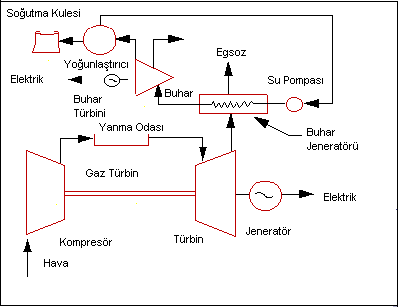 Soğutma Kulesi
Egsoz
Yoğunlaştırıcı
Su Pompası
Elektrik
Buhar
Buhar
Türbini
Yanma Odası
Buhar
Jeneratörü
Gaz Türbin
Elektrik
Kompresör
Türbin
Jeneratör
Hava